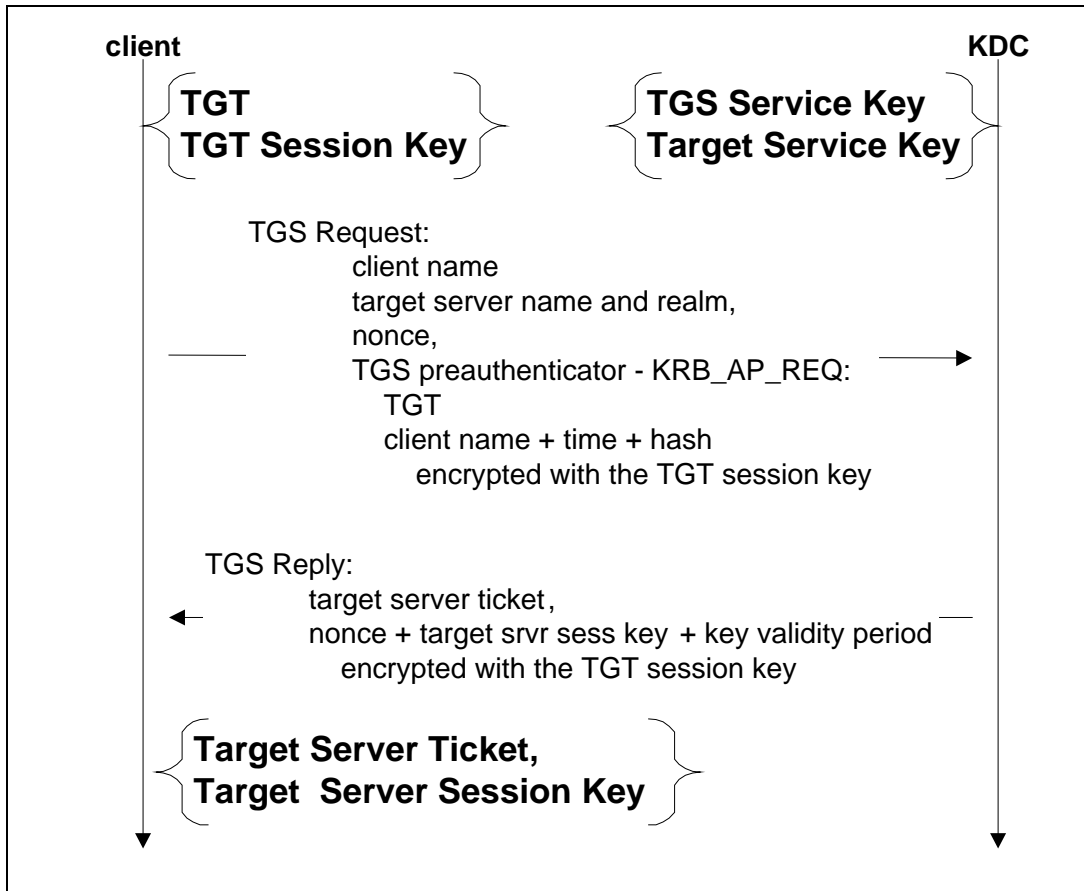 client
KDC
TGT
TGT Session Key
TGS Service Key
Target Service Key
TGS Request:
client name
target server name and realm,
nonce,
TGS preauthenticator - KRB_AP_REQ:
TGT
client name + time + hash
encrypted with the TGT session key
TGS Reply:
target server ticket,
nonce + target srvr sess key + key validity period
encrypted with the TGT session key
Target Server Ticket,
Target Server Session Key